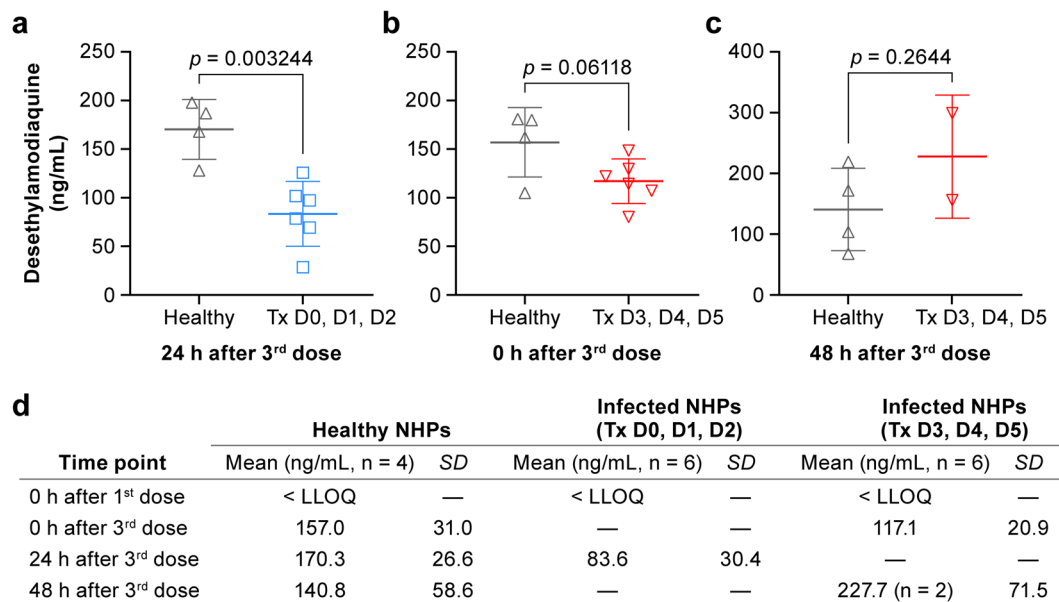 a
b
c
Desethylamodiaquine
(ng/mL)
250
200
150
100
50
0
p = 0.003244
Healthy
Tx D0, D1, D2
24 h after 3rd dose
250
200
150
100
50
0
p = 0.06118
Healthy
Tx D3, D4, D5
0 h after 3rd dose
400
300
200
100
0
p = 0.2644
Healthy
Tx D3, D4, D5
48 h after 3rd dose
d
Healthy NHPs
Infected NHPs
(Tx D0, D1, D2)
Infected NHPs
(Tx D3, D4, D5)
Time point Mean (ng/mL, n = 4) SD Mean (ng/mL, n = 6) SD Mean (ng/mL, n = 6) SD
0 h after 1st dose < LLOQ — < LLOQ — < LLOQ —
0 h after 3rd dose 157.0 31.0 — — 117.1 20.9
24 h after 3rd dose 170.3 26.6 83.6 30.4 — —
48 h after 3rd dose 140.8 58.6 — — 227.7 (n = 2) 71.5